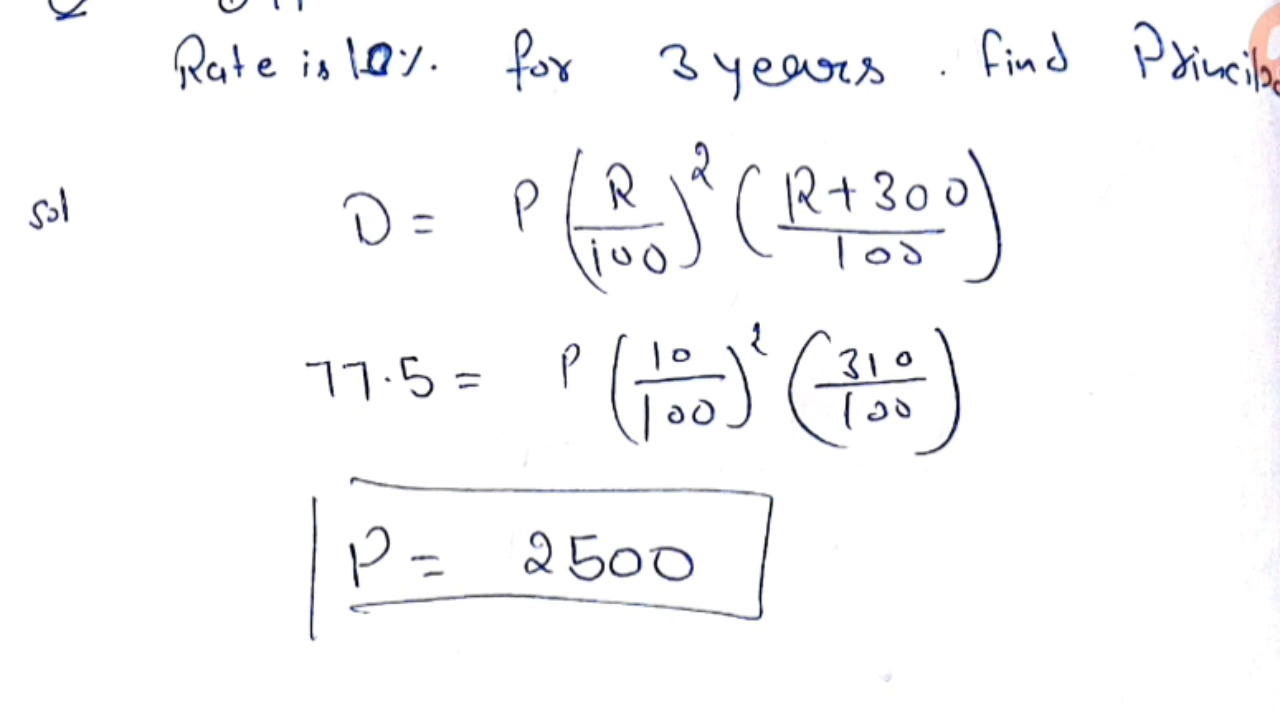 Rate is 10% for 3 years. find
sol D = P (R/100)² (R+300/100)
77.5 = P (10/100)² (310/100)
P = 2500